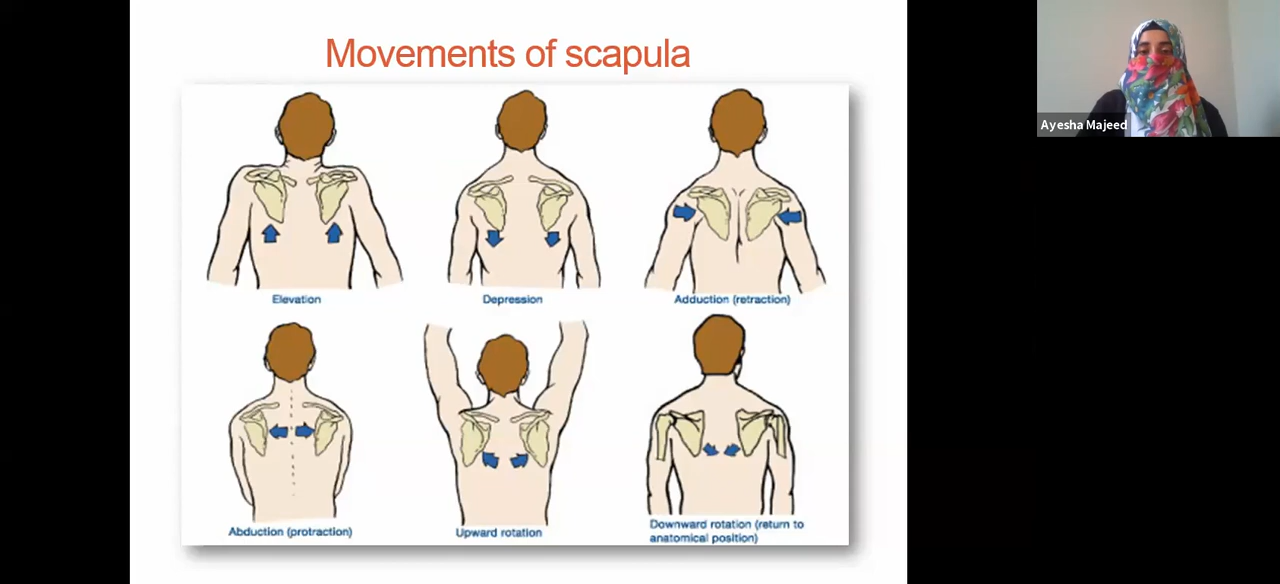 Movements of scapula
Ayesha Majeed
Elevation
Depression
Adduction (retraction)
Abduction (protraction)
Upward rotation
Downward rotation (return to
anatomical position)